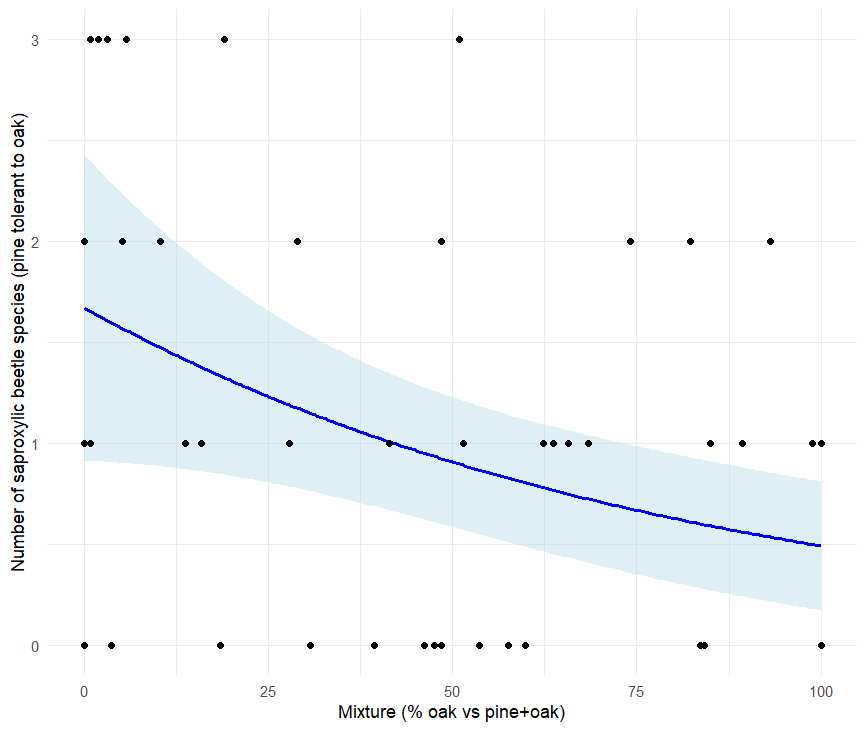 Number of saproxylic beetle species (pine tolerant to oak)
3
2
1
0
0 25 50 75 100
Mixture (% oak vs pine+oak)